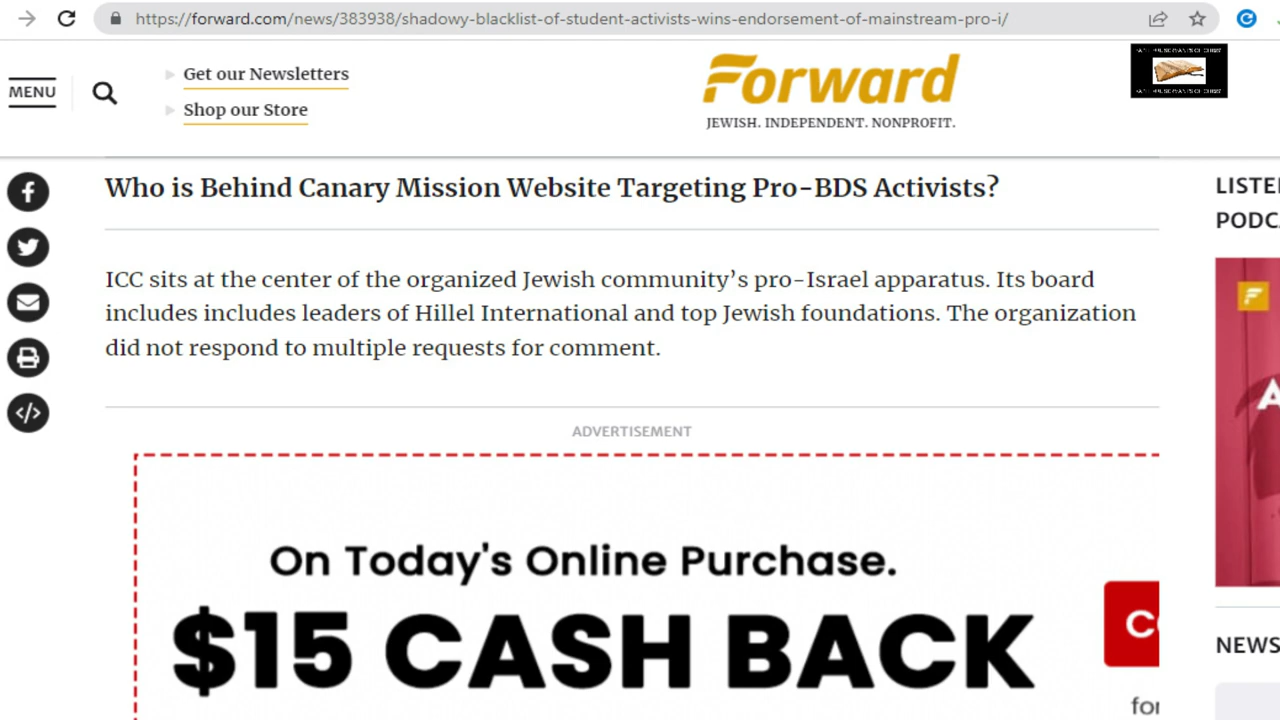 https://forward.com/news/383938/shadowy-blacklist-of-student-activists-wins-endorsement-of-mainstream-pro-i/
MENU
Get our Newsletters
Shop our Store
Forward
JEWISH. INDEPENDENT. NONPROFIT.
Who is Behind Canary Mission Website Targeting Pro-BDS Activists?
ICC sits at the center of the organized Jewish community’s pro-Israel apparatus. Its board
includes includes leaders of Hillel International and top Jewish foundations. The organization
did not respond to multiple requests for comment.
ADVERTISEMENT
On Today's Online Purchase.
$15 CASH BACK
NEWS